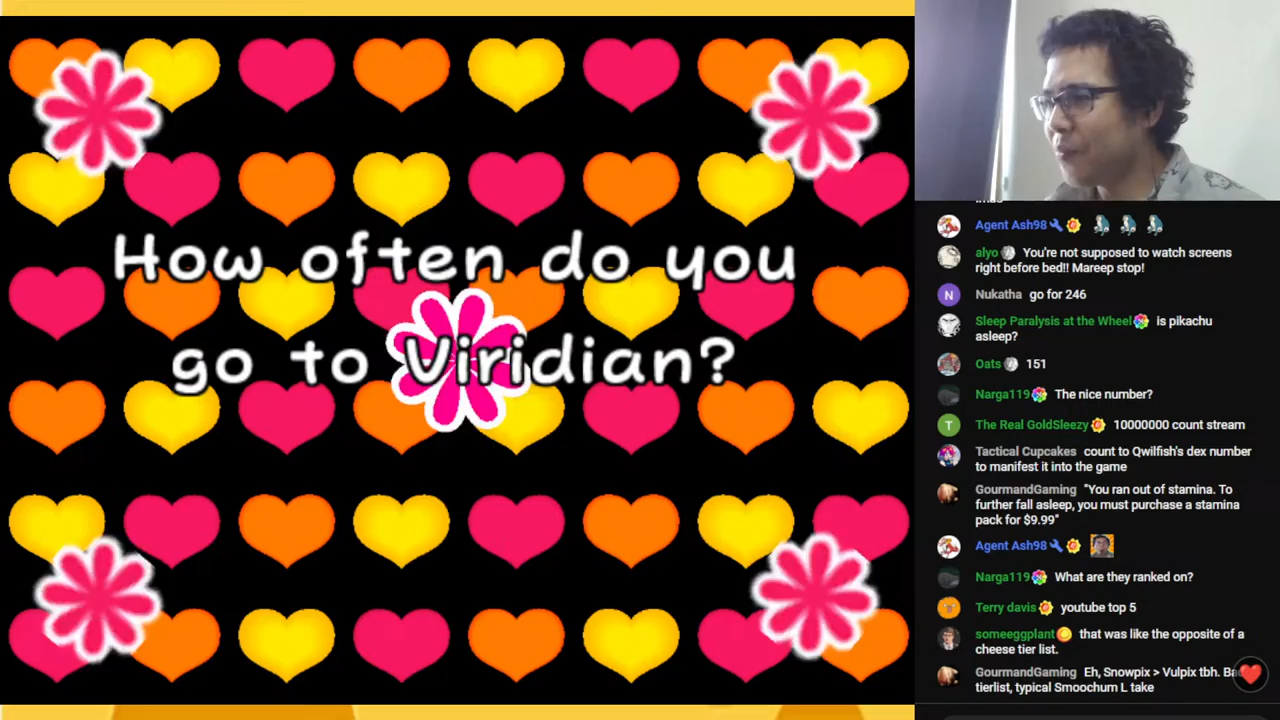 How often do you
go to Viridian?
Agent Ash98
alyo You're not supposed to watch screens
right before bed!! Mareep stop!
Nukatha go for 246
Sleep Paralysis at the Wheel is pikachu
asleep?
Oats 151
Narga119 The nice number?
T The Real GoldSleezy 10000000 count stream
Tactical Cupcakes count to Qwilfish's dex number
to manifest it into the game
GourmandGaming "You ran out of stamina. To
further fall asleep, you must purchase a stamina
pack for $9.99"
Agent Ash98
Narga119 What are they ranked on?
Terry davis youtube top 5
someeggplant that was like the opposite of a
cheese tier list.
GourmandGaming Eh, Snowpix > Vulpix tbh.
tierlist, typical Smoochum L take